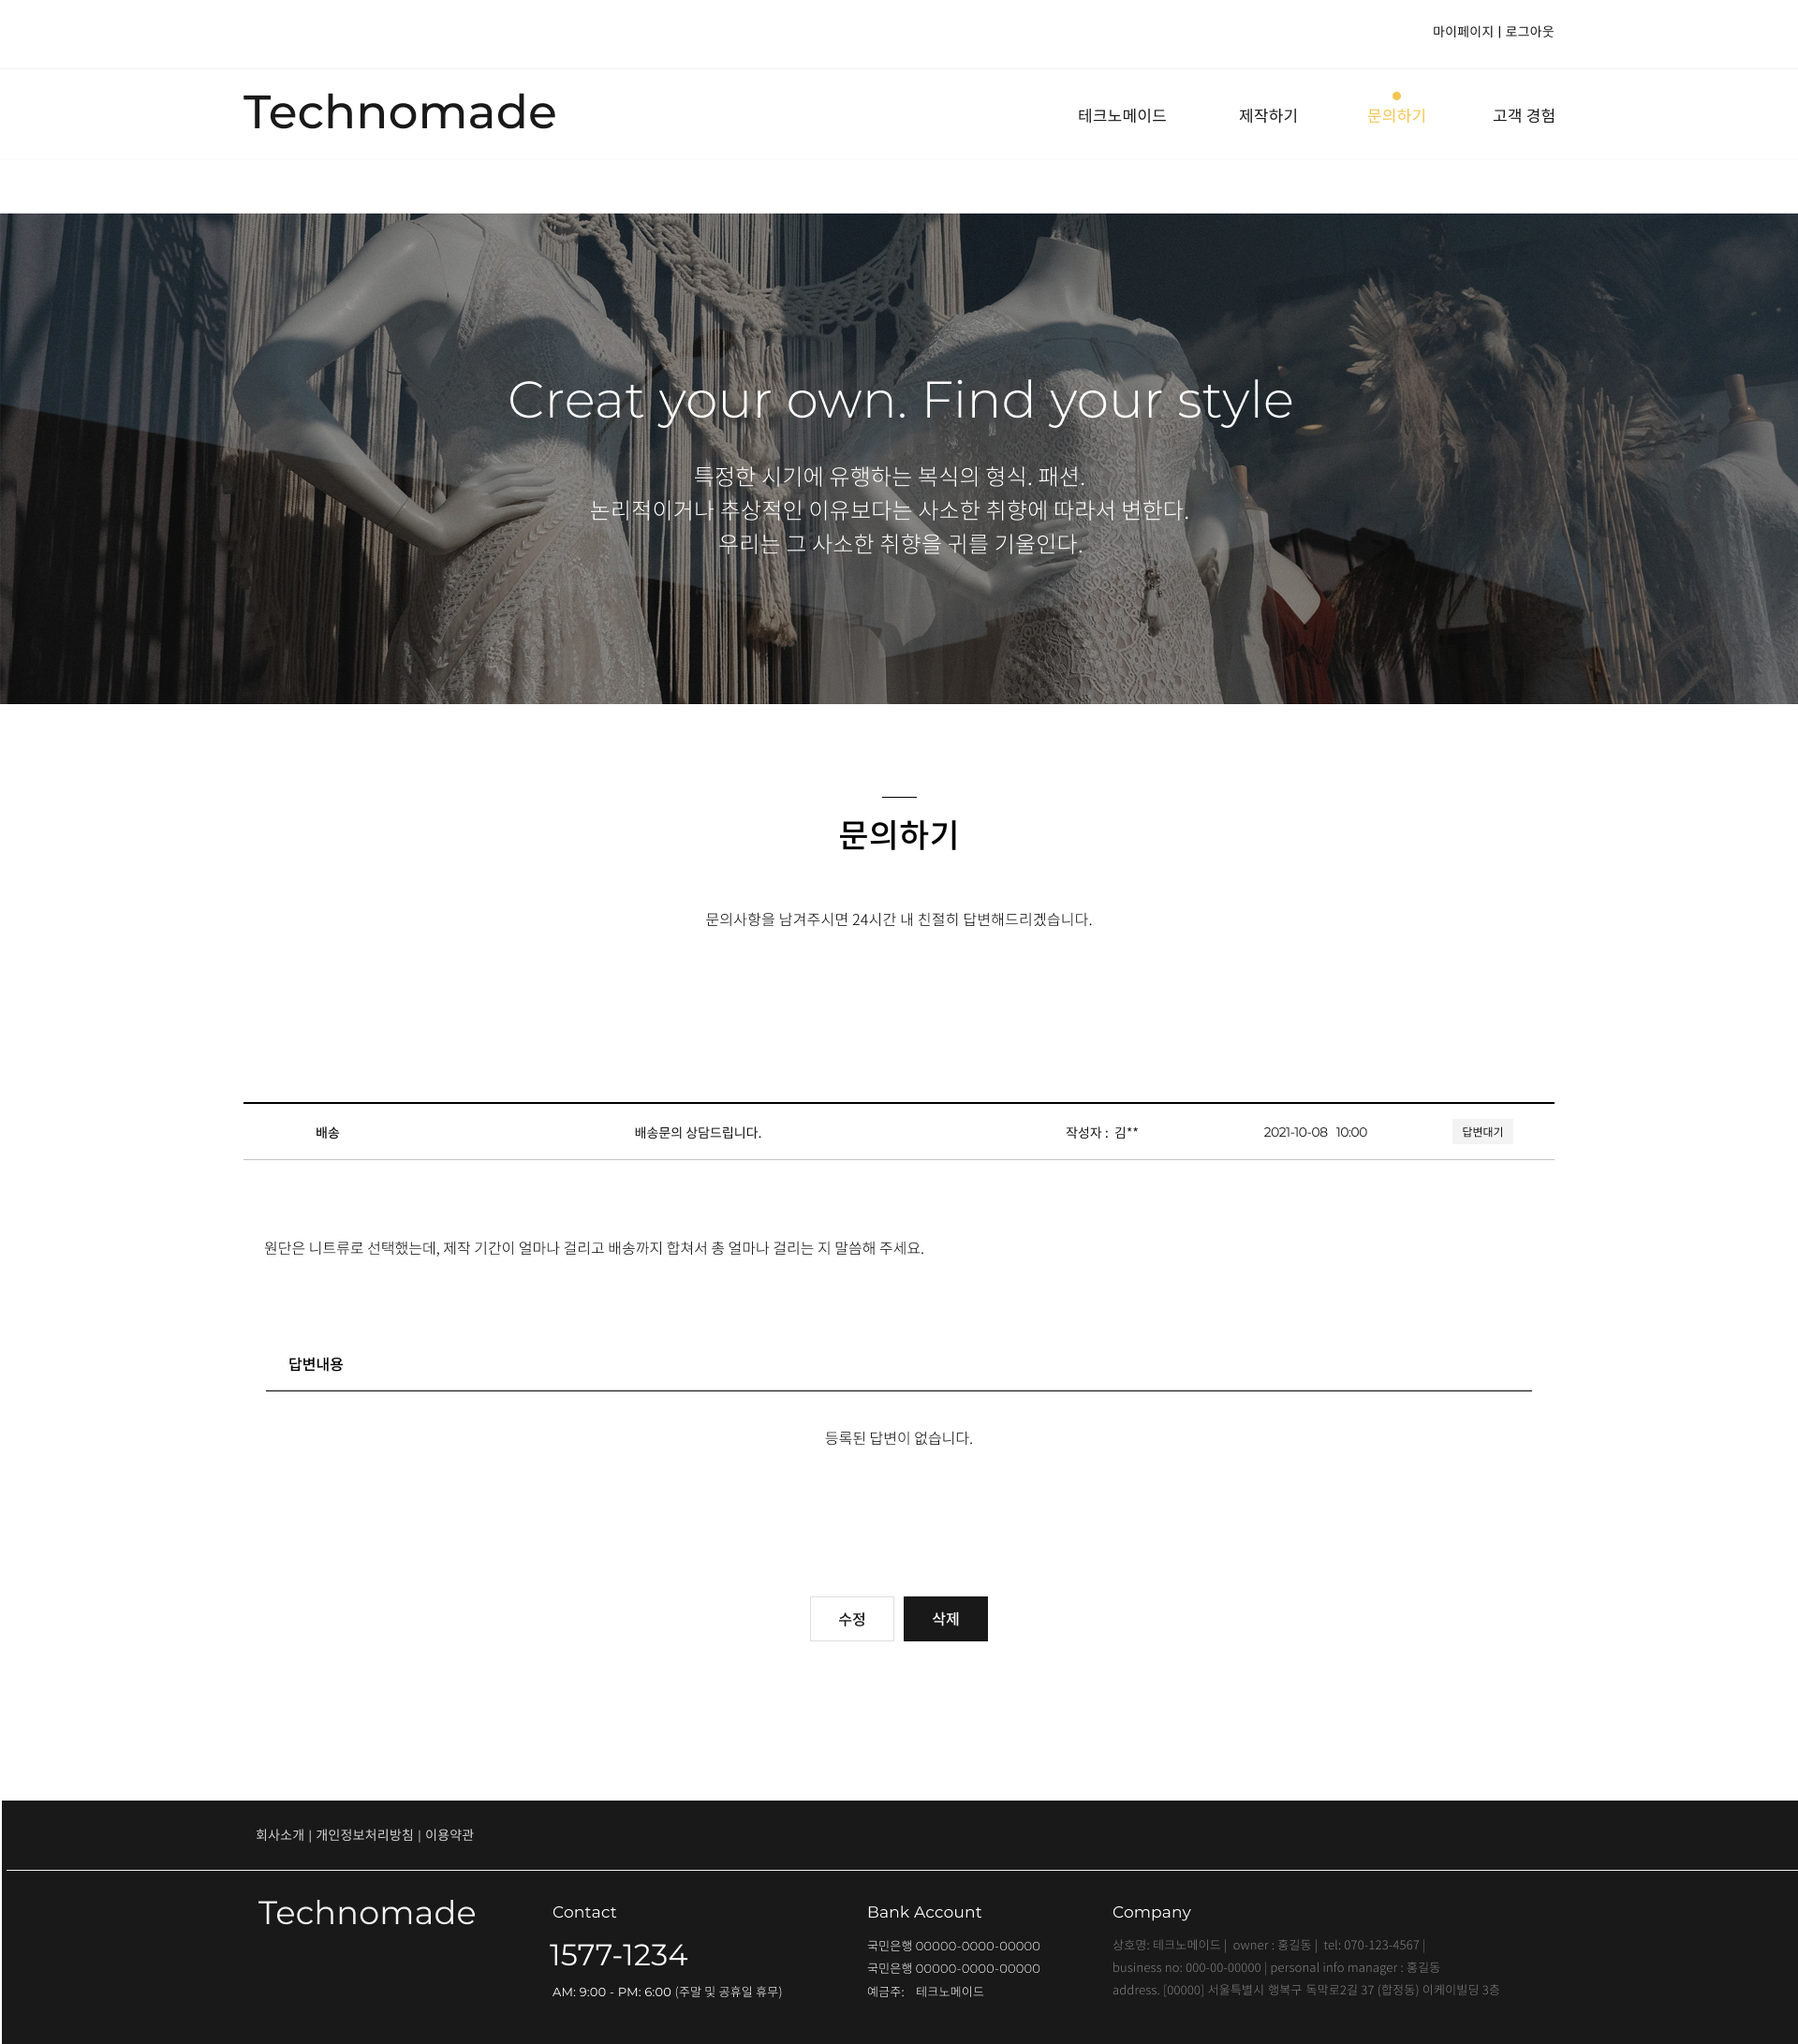 마이페이지 | 로그아웃
Technomade
테크노메이드 제작하기 문의하기 고객 경험
Creat your own. Find your style
특정한 시기에 유행하는 복식의 형식. 패션.
논리적이거나 추상적인 이유보다는 사소한 취향에 따라서 변한다.
우리는 그 사소한 취향을 귀를 기울인다.
문의하기
문의사항을 남겨주시면 24시간 내 친절히 답변해드리겠습니다.
배송 배송문의 상담드립니다. 작성자 : 김** 2021-10-08 10:00 답변대기
원단은 니트류로 선택했는데, 제작 기간이 얼마나 걸리고 배송까지 합쳐서 총 얼마나 걸리는 지 말씀해 주세요.
답변내용
등록된 답변이 없습니다.
수정 삭제
회사소개 | 개인정보처리방침 | 이용약관
Technomade
Contact
1577-1234
AM: 9:00 - PM: 6:00 (주말 및 공휴일 휴무)
Bank Account
국민은행 00000-0000-00000
국민은행 00000-0000-00000
예금주: 테크노메이드
Company
상호명: 테크노메이드 | owner : 홍길동 | tel: 070-123-4567 |
business no: 000-00-00000 | personal info manager : 홍길동
address. [00000] 서울특별시 행복구 독막로2길 37 (합정동) 이케이빌딩 3층